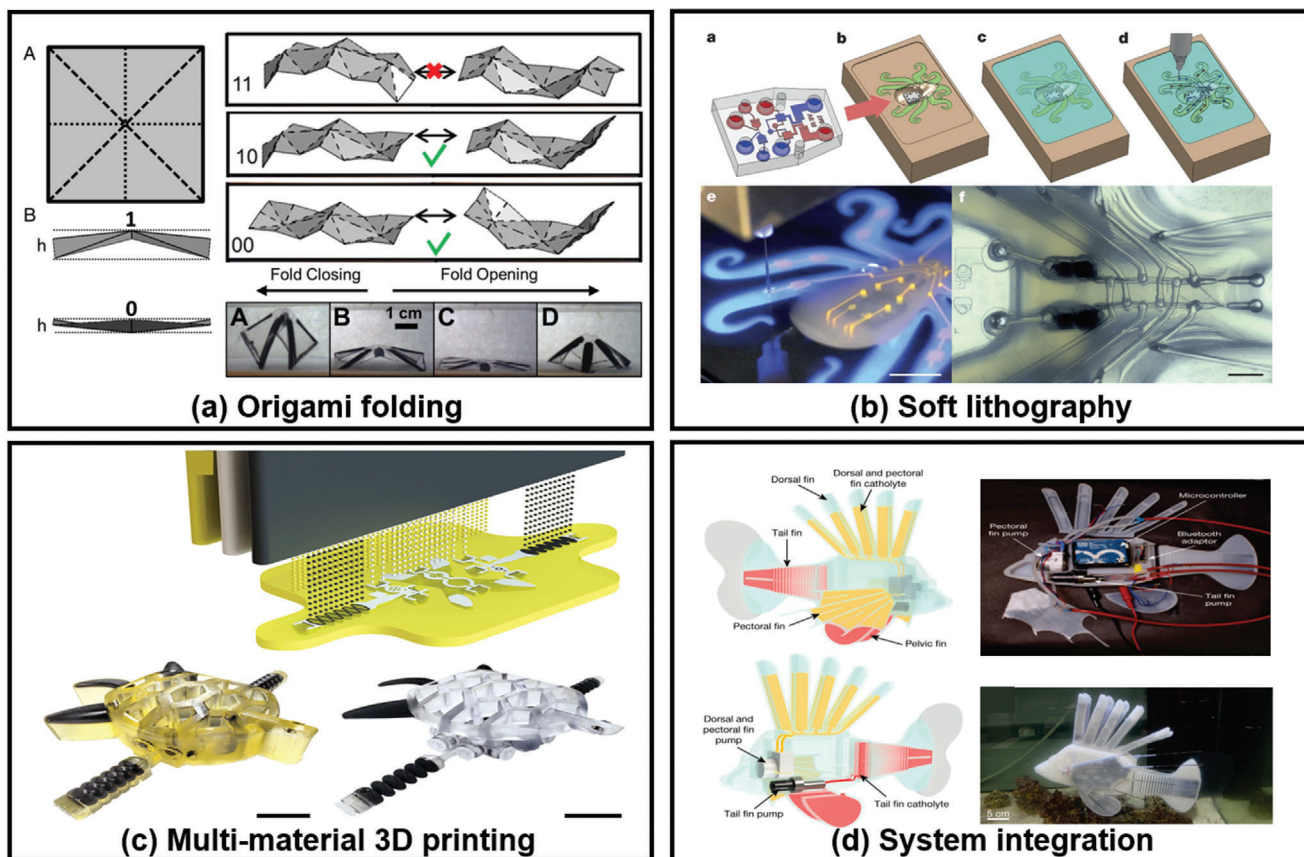 A
11
10
00
B
1
h
0
h
Fold Closing
Fold Opening
A
B
1 cm
C
D
(a) Origami folding
a
b
c
d
e
f
(b) Soft lithography
(c) Multi-material 3D printing
Dorsal fin
Dorsal and pectoral
fin catholyte
Tail fin
Pectoral fin
Pelvic fin
Microcontroller
Pectoral
fin pump
Bluetooth
adaptor
Tail fin
pump
Dorsal and
pectoral fin
pump
Tail fin pump
Tail fin catholyte
5 cm
(d) System integration